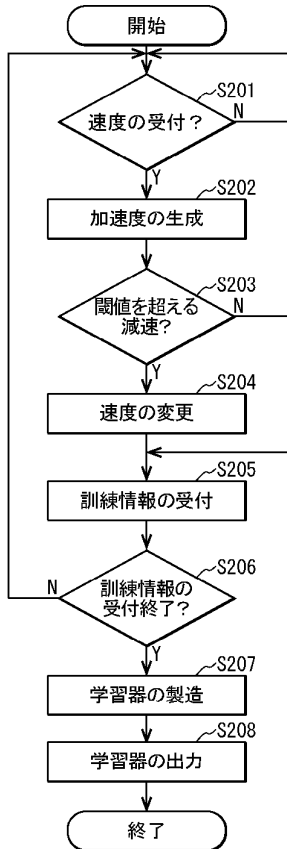 開始
S201
速度の受付？
N
Y
S202
加速度の生成
S203
閾値を超える
減速？
N
Y
S204
速度の変更
S205
訓練情報の受付
S206
訓練情報の
受付終了？
N
Y
S207
学習器の製造
S208
学習器の出力
終了